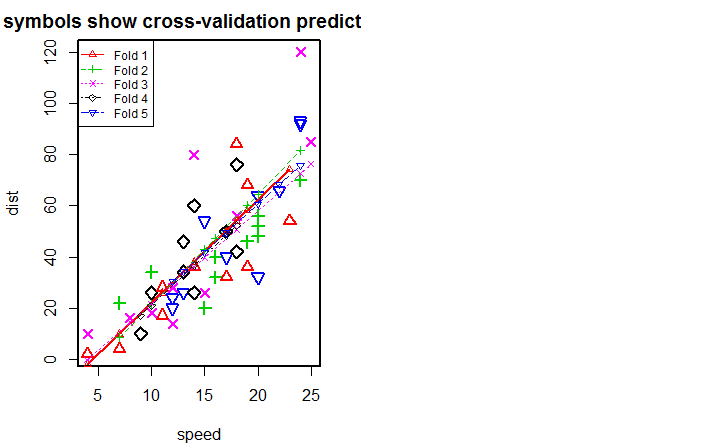 symbols show cross-validation predict
Fold 1
Fold 2
Fold 3
Fold 4
Fold 5
dist
120
100
80
60
40
20
0
5 10 15 20 25
speed